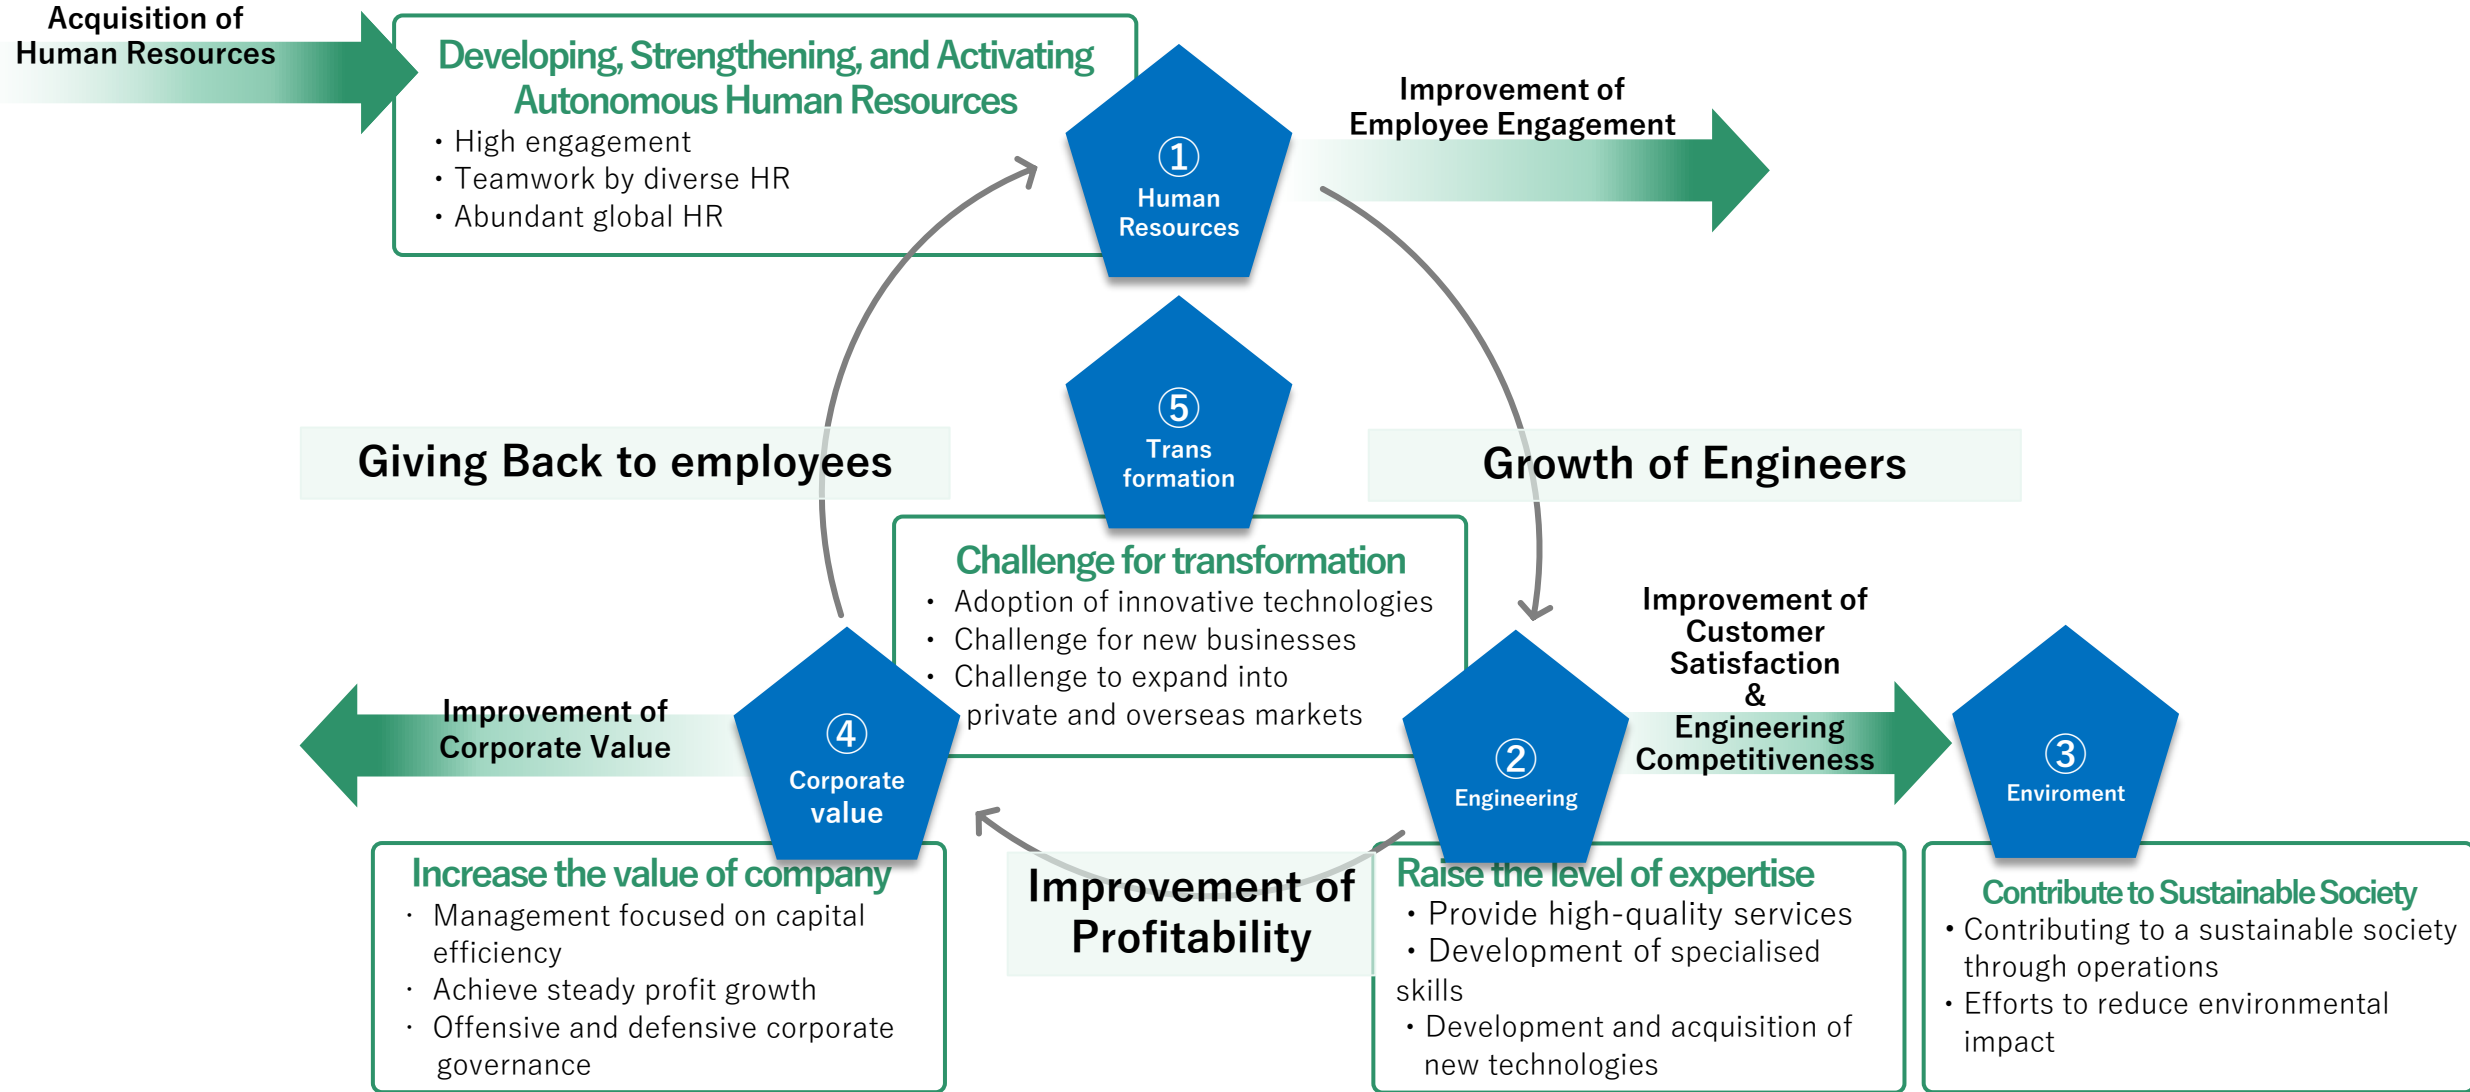 Acquisition of
Human Resources
Developing, Strengthening, and Activating
Autonomous Human Resources
・High engagement
・Teamwork by diverse HR
・Abundant global HR
①
Human
Resources
Improvement of
Employee Engagement
⑤
Trans
formation
Giving Back to employees
Growth of Engineers
Challenge for transformation
・ Adoption of innovative technologies
・ Challenge for new businesses
・ Challenge to expand into
private and overseas markets
Improvement of
Corporate Value
④
Corporate
value
②
Engineering
Improvement of
Customer
Satisfaction
&
Engineering
Competitiveness
③
Enviroment
Increase the value of company
・ Management focused on capital
efficiency
・ Achieve steady profit growth
・ Offensive and defensive corporate
governance
Improvement of
Profitability
Raise the level of expertise
・Provide high-quality services
・Development of specialised
skills
・Development and acquisition of
new technologies
Contribute to Sustainable Society
・Contributing to a sustainable society
through operations
・Efforts to reduce environmental
impact